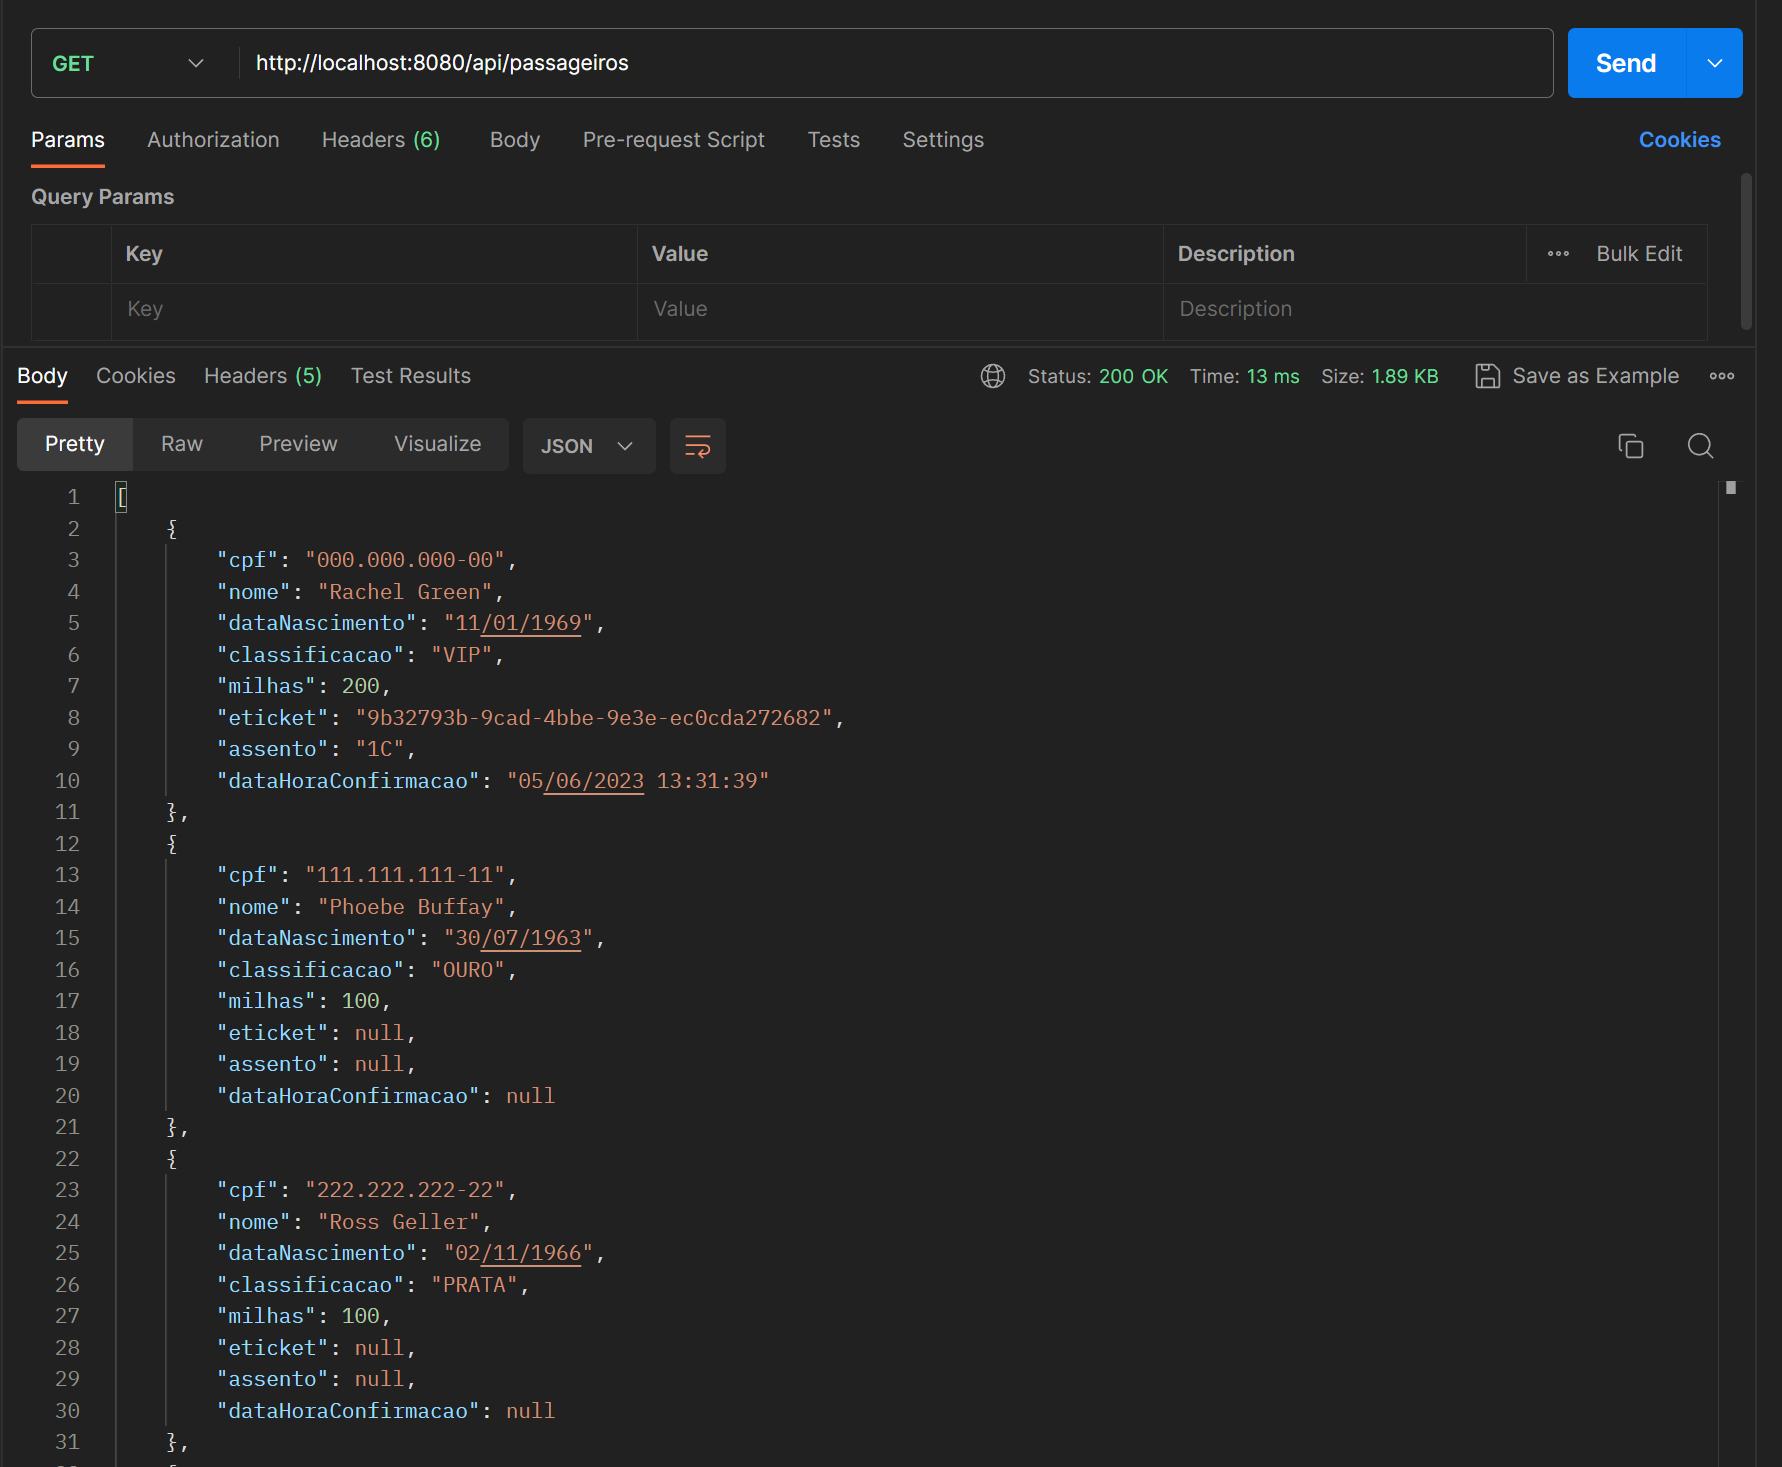 GET http://localhost:8080/api/passageiros Send
Params Authorization Headers (6) Body Pre-request Script Tests Settings Cookies
Query Params
Key Value Description ••• Bulk Edit
Key Value Description
Body Cookies Headers (5) Test Results Status: 200 OK Time: 13 ms Size: 1.89 KB Save as Example •••
Pretty Raw Preview Visualize JSON
1 [
2 {
3 "cpf": "000.000.000-00",
4 "nome": "Rachel Green",
5 "dataNascimento": "11/01/1969",
6 "classificacao": "VIP",
7 "milhas": 200,
8 "eticket": "9b32793b-9cad-4bbe-9e3e-ec0cda272682",
9 "assento": "1C",
10 "dataHoraConfirmacao": "05/06/2023 13:31:39"
11 },
12 {
13 "cpf": "111.111.111-11",
14 "nome": "Phoebe Buffay",
15 "dataNascimento": "30/07/1963",
16 "classificacao": "OURO",
17 "milhas": 100,
18 "eticket": null,
19 "assento": null,
20 "dataHoraConfirmacao": null
21 },
22 {
23 "cpf": "222.222.222-22",
24 "nome": "Ross Geller",
25 "dataNascimento": "02/11/1966",
26 "classificacao": "PRATA",
27 "milhas": 100,
28 "eticket": null,
29 "assento": null,
30 "dataHoraConfirmacao": null
31 },